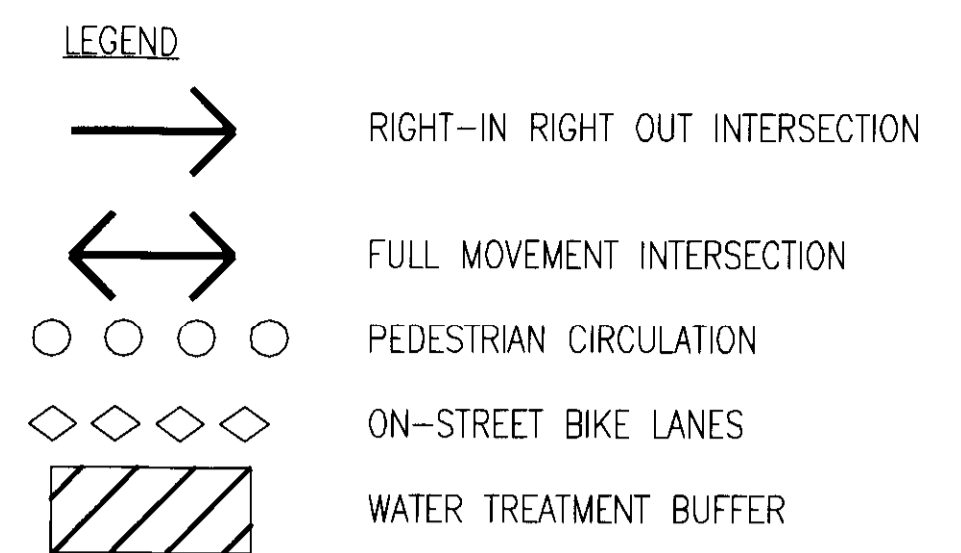 LEGEND
RIGHT-IN RIGHT OUT INTERSECTION
FULL MOVEMENT INTERSECTION
PEDESTRIAN CIRCULATION
ON-STREET BIKE LANES
WATER TREATMENT BUFFER